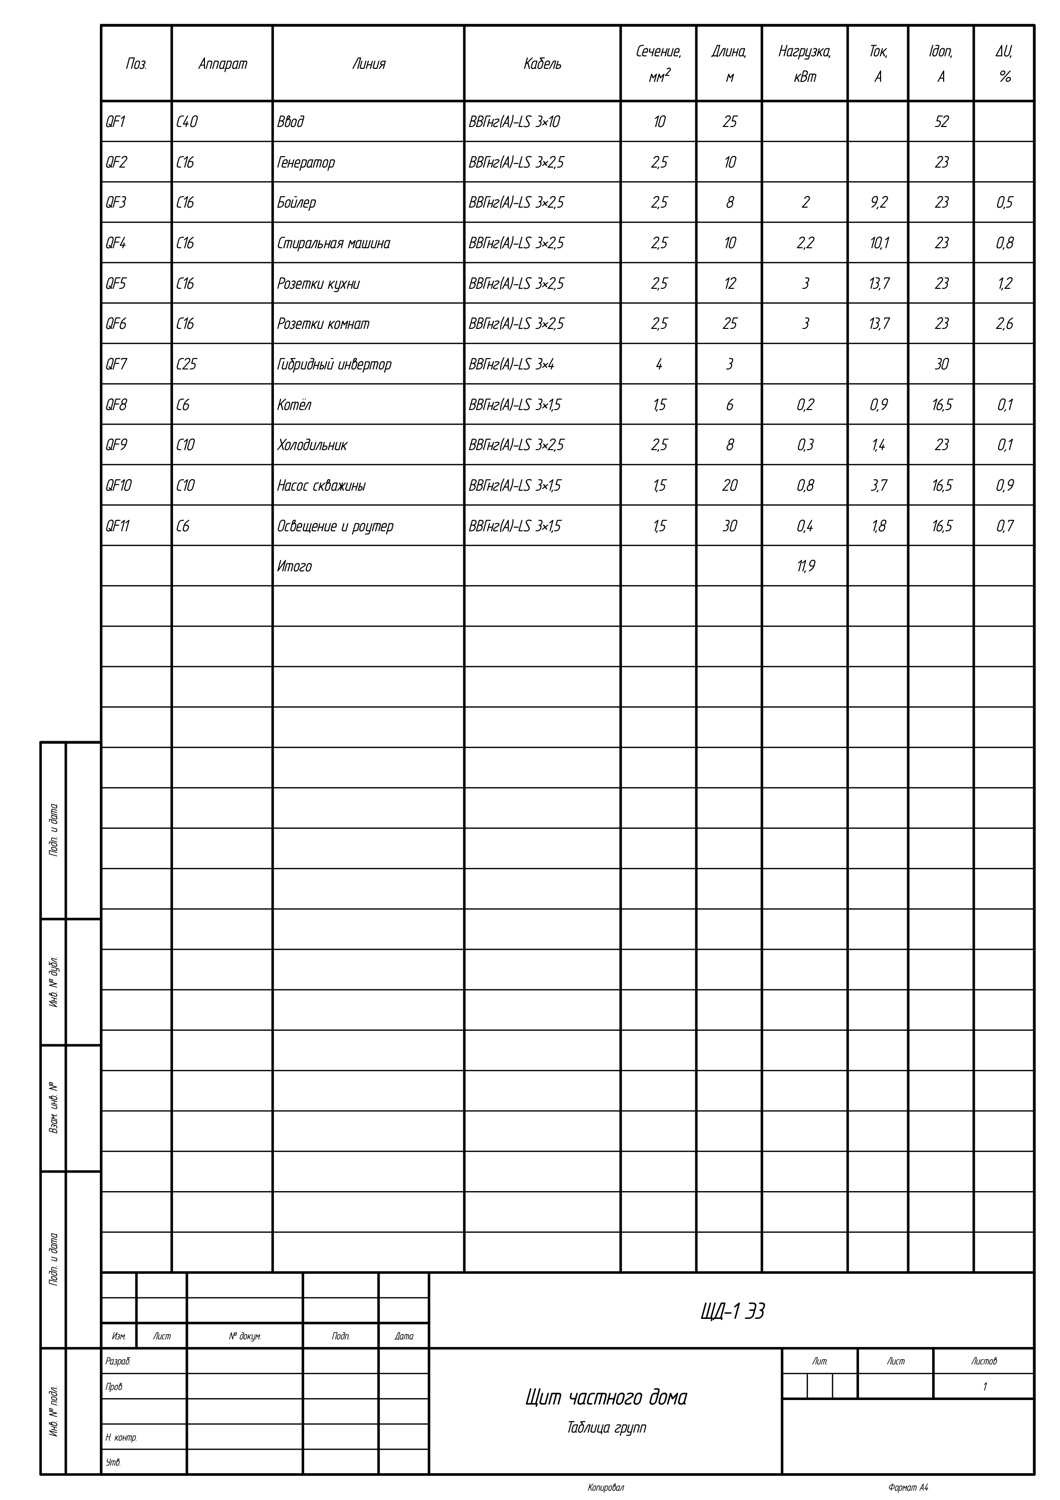 Поз. Аппарат Линия Кабель Сечение, мм² Длина, м Нагрузка, кВт Ток, А Iдоп, А ΔU, %
QF1 C40 Ввод ВВГнг(А)-LS 3×10 10 25 52
QF2 C16 Генератор ВВГнг(А)-LS 3×2,5 2,5 10 23
QF3 C16 Бойлер ВВГнг(А)-LS 3×2,5 2,5 8 2 9,2 23 0,5
QF4 C16 Стиральная машина ВВГнг(А)-LS 3×2,5 2,5 10 2,2 10,1 23 0,8
QF5 C16 Розетки кухни ВВГнг(А)-LS 3×2,5 2,5 12 3 13,7 23 1,2
QF6 C16 Розетки комнат ВВГнг(А)-LS 3×2,5 2,5 25 3 13,7 23 2,6
QF7 C25 Гибридный инвертор ВВГнг(А)-LS 3×4 4 3 30
QF8 C6 Котёл ВВГнг(А)-LS 3×1,5 1,5 6 0,2 0,9 16,5 0,1
QF9 C10 Холодильник ВВГнг(А)-LS 3×2,5 2,5 8 0,3 1,4 23 0,1
QF10 C10 Насос скважины ВВГнг(А)-LS 3×1,5 1,5 20 0,8 3,7 16,5 0,9
QF11 C6 Освещение и роутер ВВГнг(А)-LS 3×1,5 1,5 30 0,4 1,8 16,5 0,7
Итого 11,9
Подп. и дата
Инв. № дубл.
Взам. инв. №
Подп. и дата
Инв. № подл.
ЩД-1 ЭЗ
Изм Лист № докум. Подп. Дата
Разраб.
Пров.
Н. контр.
Утв.
Щит частного дома
Таблица групп
Лит. Лист Листов
1
Копировал Формат А4